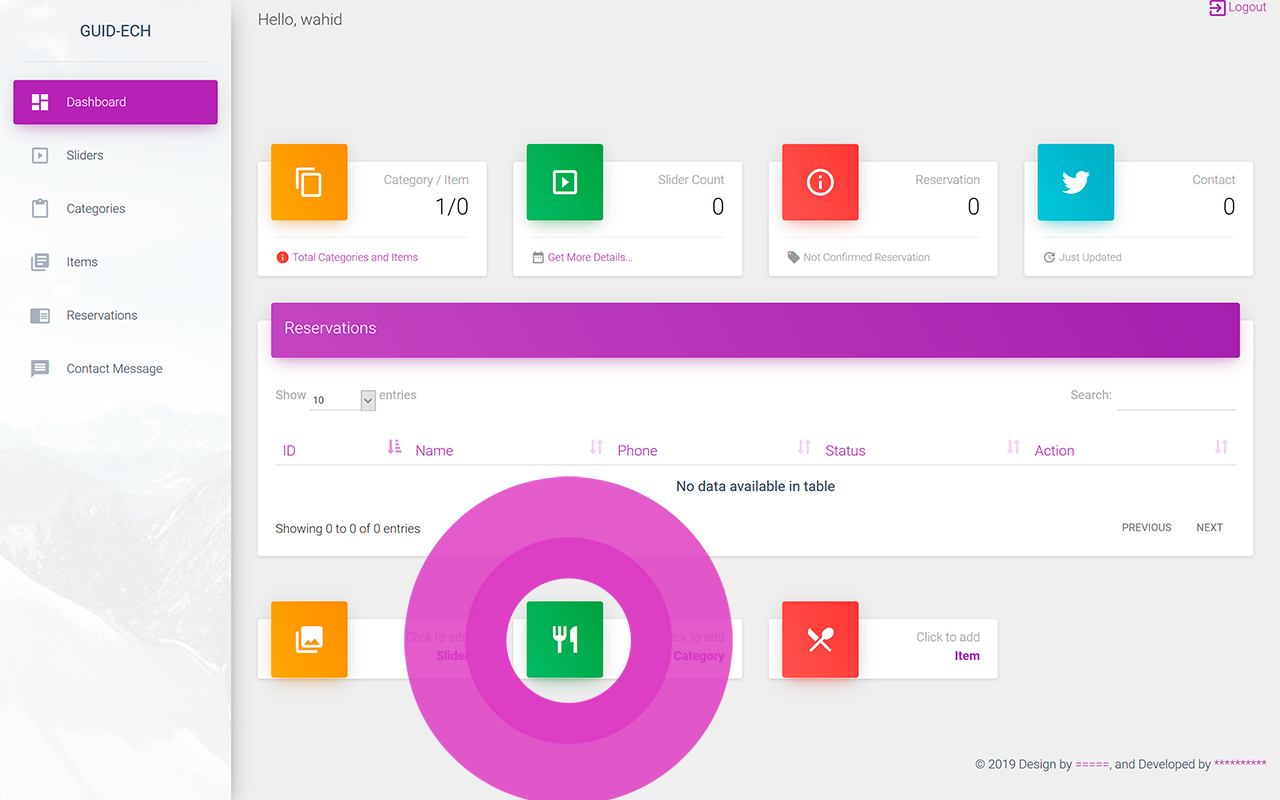 GUID-ECH
Hello, wahid
Logout
Dashboard
Sliders
Categories
Items
Reservations
Contact Message
Category / Item
1/0
Total Categories and Items
Slider Count
0
Get More Details...
Reservation
0
Not Confirmed Reservation
Contact
0
Just Updated
Reservations
Show 10 entries
Search:
ID Name Phone Status Action
No data available in table
Showing 0 to 0 of 0 entries
PREVIOUS NEXT
Click to add
Slider
Click to add
Category
Click to add
Item
© 2019 Design by =====, and Developed by **********